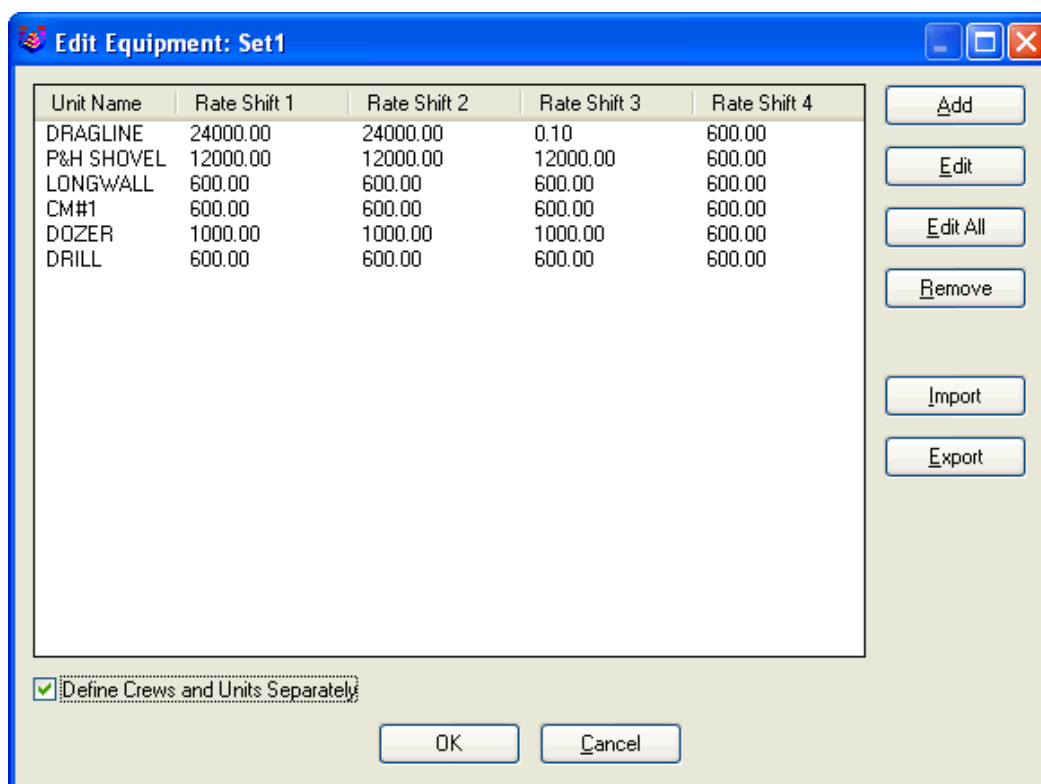 Edit Equipment: Set1
Unit Name Rate Shift 1 Rate Shift 2 Rate Shift 3 Rate Shift 4
DRAGLINE 24000.00 24000.00 0.10 600.00
P&H SHOVEL 12000.00 12000.00 12000.00 600.00
LONGWALL 600.00 600.00 600.00 600.00
CM#1 600.00 600.00 600.00 600.00
DOZER 1000.00 1000.00 1000.00 600.00
DRILL 600.00 600.00 600.00 600.00
Add
Edit
Edit All
Remove
Import
Export
Define Crews and Units Separately
OK Cancel